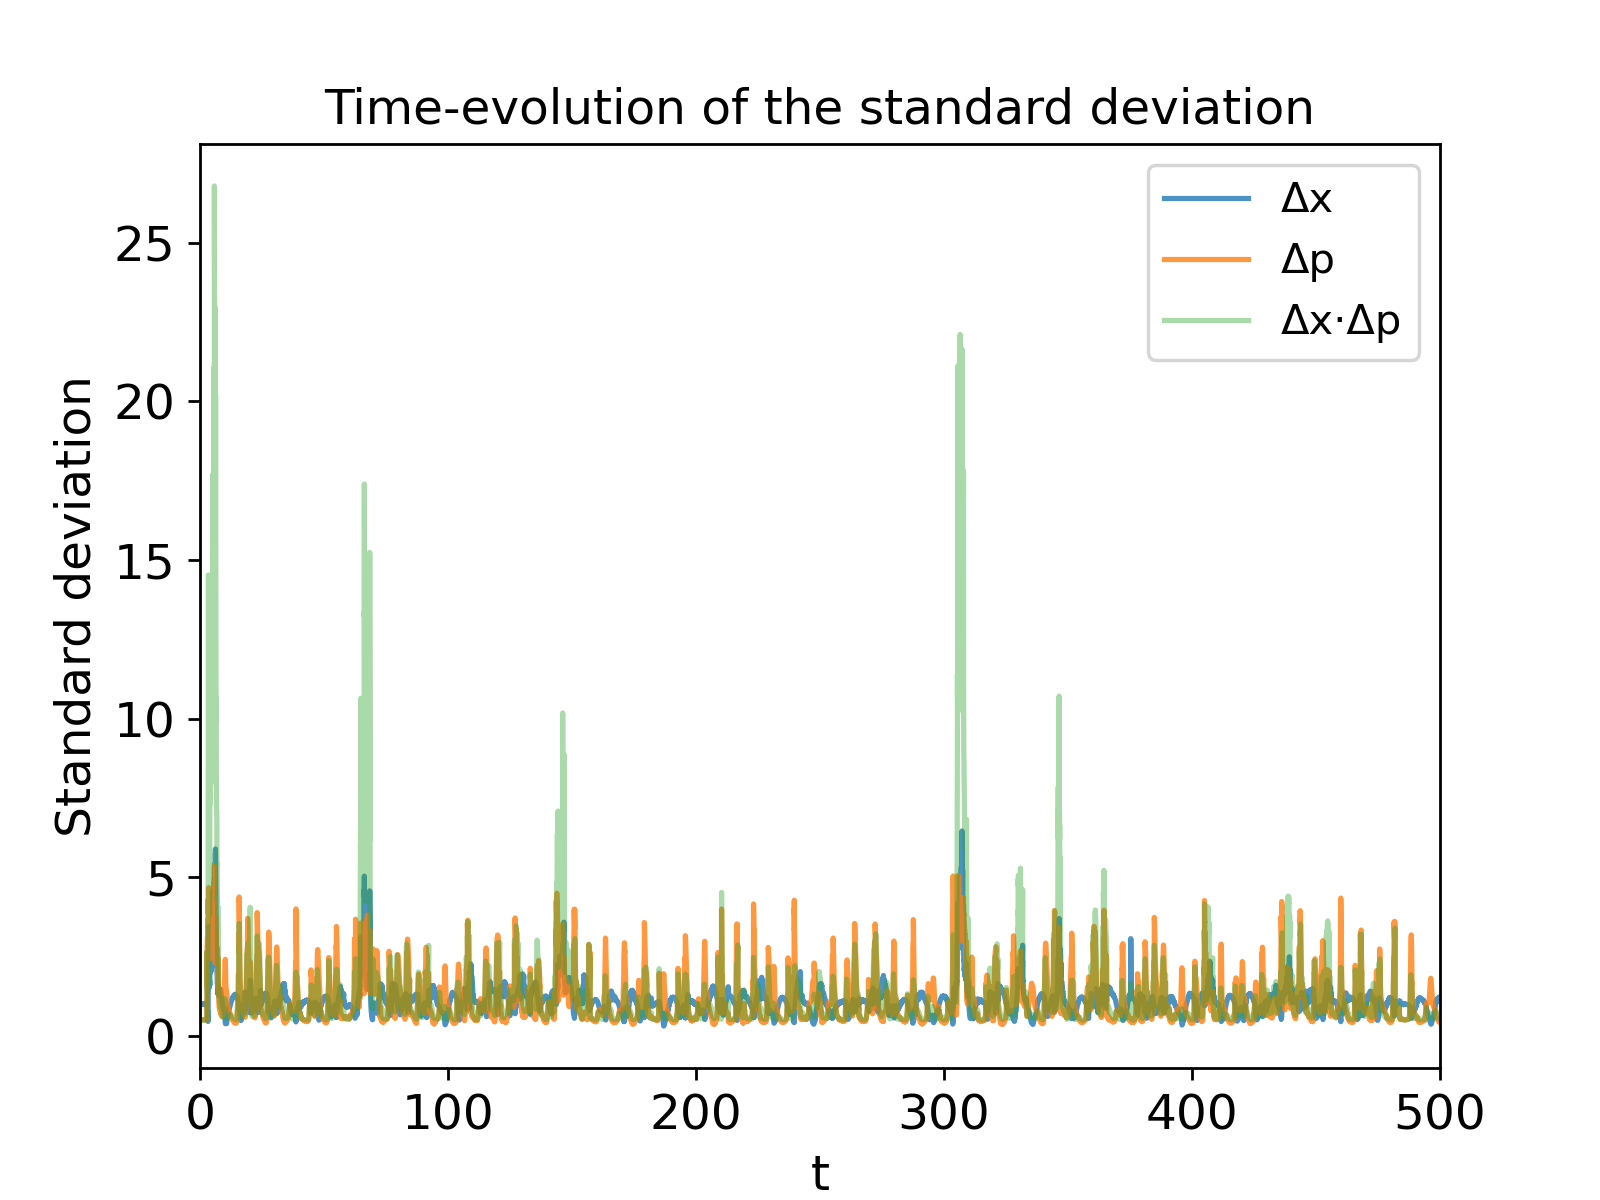 Time-evolution of the standard deviation
Δx
Δp
Δx·Δp
Standard deviation
25
20
15
10
5
0
0 100 200 300 400 500
t